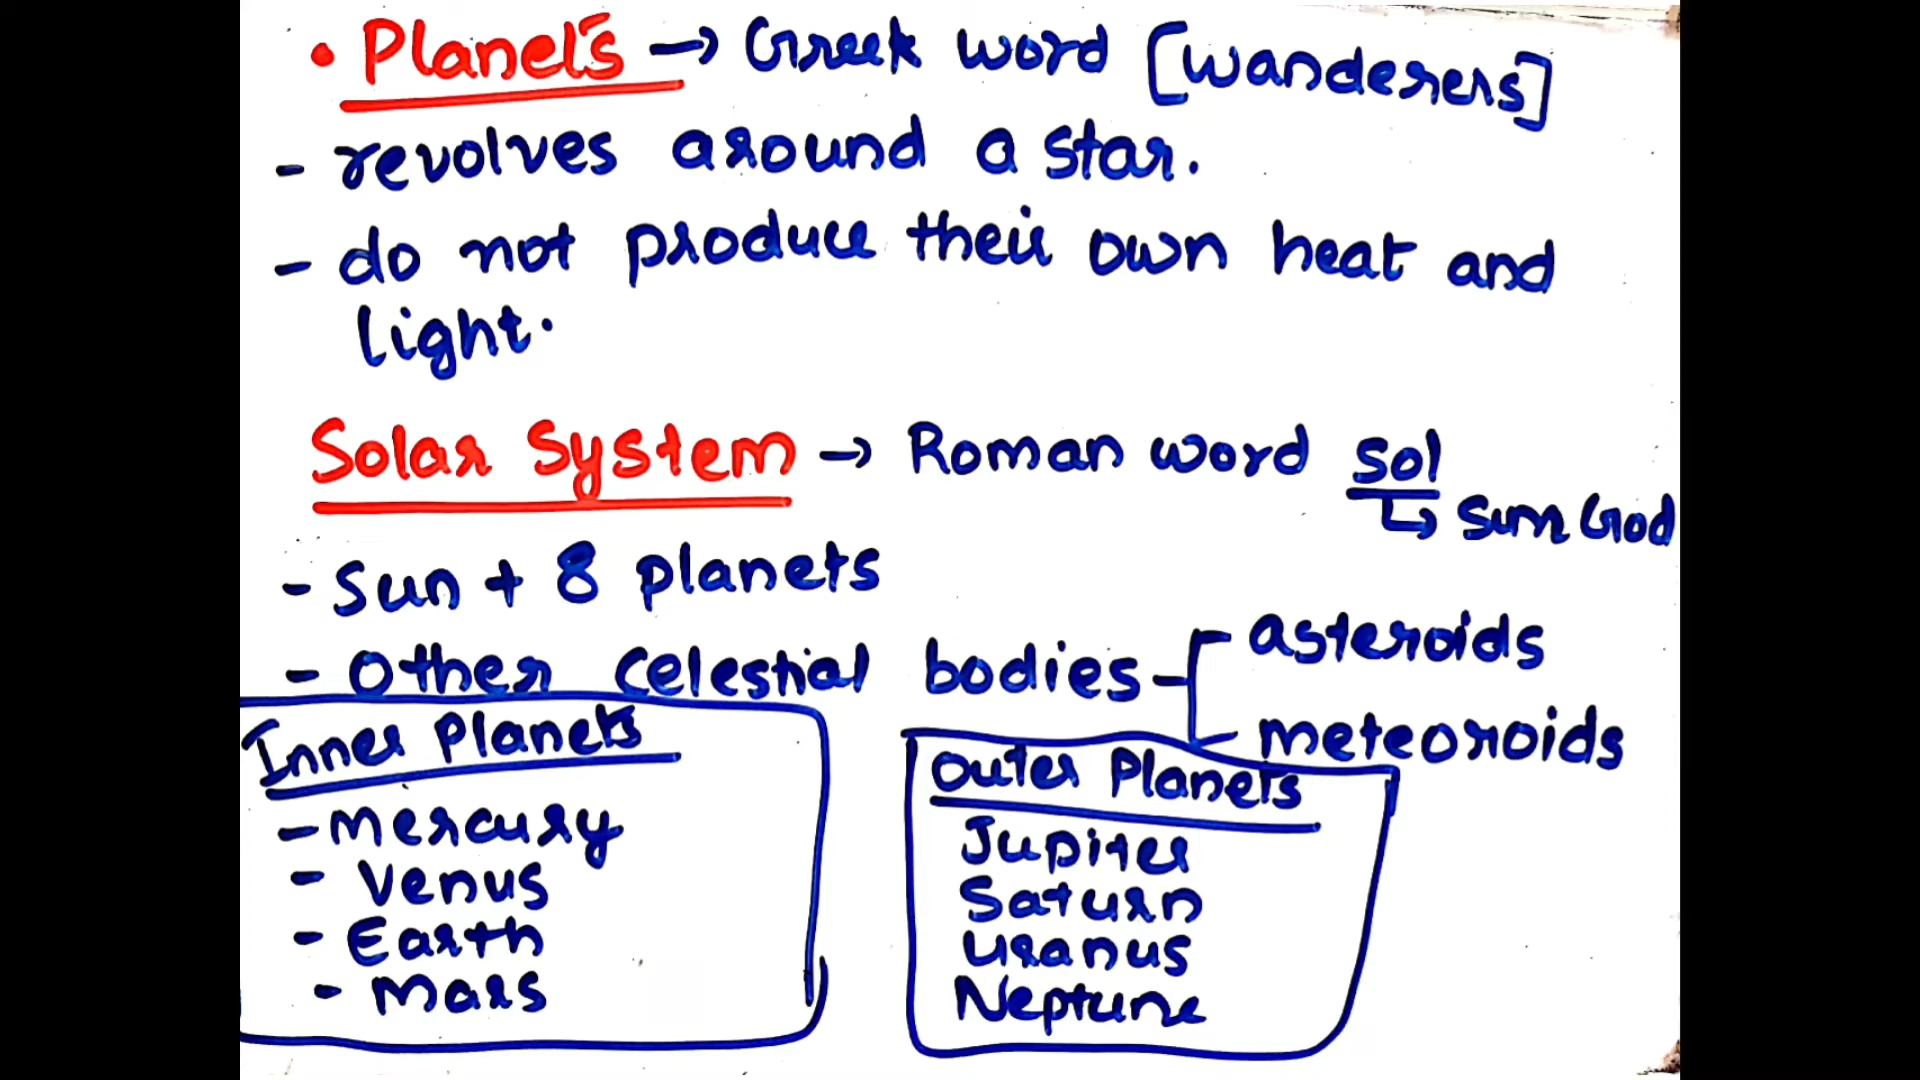 • Planets → Greek word [wanderers]
- revolves around a star.
- do not produce their own heat and
light.
Solar System → Roman word sol
↳ Sun God
- Sun + 8 planets
- Other celestial bodies - asteroids
meteoroids
Inner Planets
- Mercury
- Venus
- Earth
- Mars
Outer Planets
Jupiter
Saturn
Uranus
Neptune